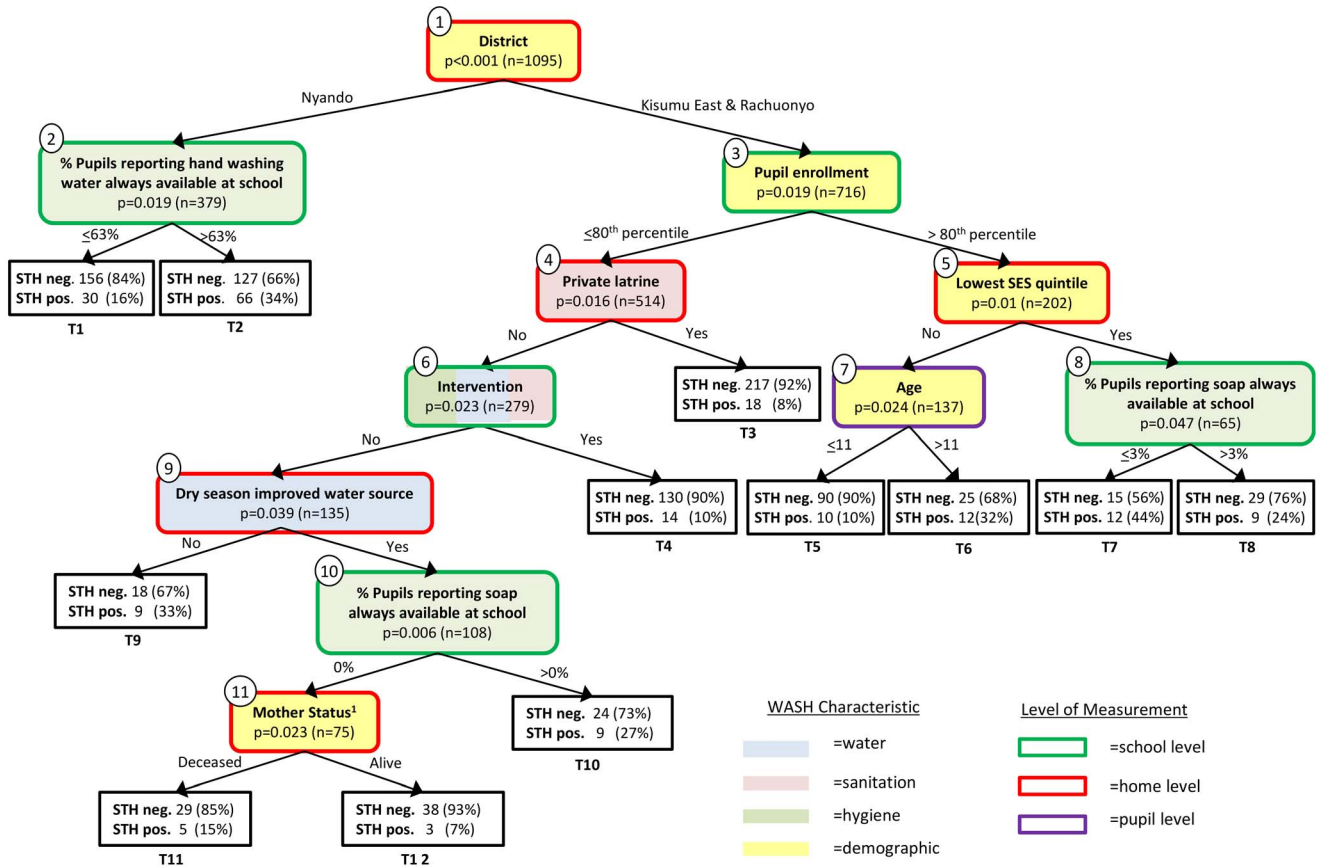 1
District
p<0.001 (n=1095)
Nyando
Kisumu East & Rachuonyo
2
% Pupils reporting hand washing
water always available at school
p=0.019 (n=379)
3
Pupil enrollment
p=0.019 (n=716)
≤63%
>63%
STH neg. 156 (84%)
STH pos. 30 (16%)
T1
STH neg. 127 (66%)
STH pos. 66 (34%)
T2
≤80th percentile
> 80th percentile
4
Private latrine
p=0.016 (n=514)
5
Lowest SES quintile
p=0.01 (n=202)
No
Yes
No
Yes
6
Intervention
p=0.023 (n=279)
STH neg. 217 (92%)
STH pos. 18 (8%)
T3
7
Age
p=0.024 (n=137)
8
% Pupils reporting soap always
available at school
p=0.047 (n=65)
No
Yes
≤11
>11
≤3%
>3%
9
Dry season improved water source
p=0.039 (n=135)
STH neg. 130 (90%)
STH pos. 14 (10%)
T4
STH neg. 90 (90%)
STH pos. 10 (10%)
T5
STH neg. 25 (68%)
STH pos. 12(32%)
T6
STH neg. 15 (56%)
STH pos. 12 (44%)
T7
STH neg. 29 (76%)
STH pos. 9 (24%)
T8
No
Yes
STH neg. 18 (67%)
STH pos. 9 (33%)
T9
10
% Pupils reporting soap
always available at school
p=0.006 (n=108)
0%
>0%
11
Mother Status1
p=0.023 (n=75)
STH neg. 24 (73%)
STH pos. 9 (27%)
T10
Deceased
Alive
STH neg. 29 (85%)
STH pos. 5 (15%)
T11
STH neg. 38 (93%)
STH pos. 3 (7%)
T1 2
WASH Characteristic
=water
=sanitation
=hygiene
=demographic
Level of Measurement
=school level
=home level
=pupil level